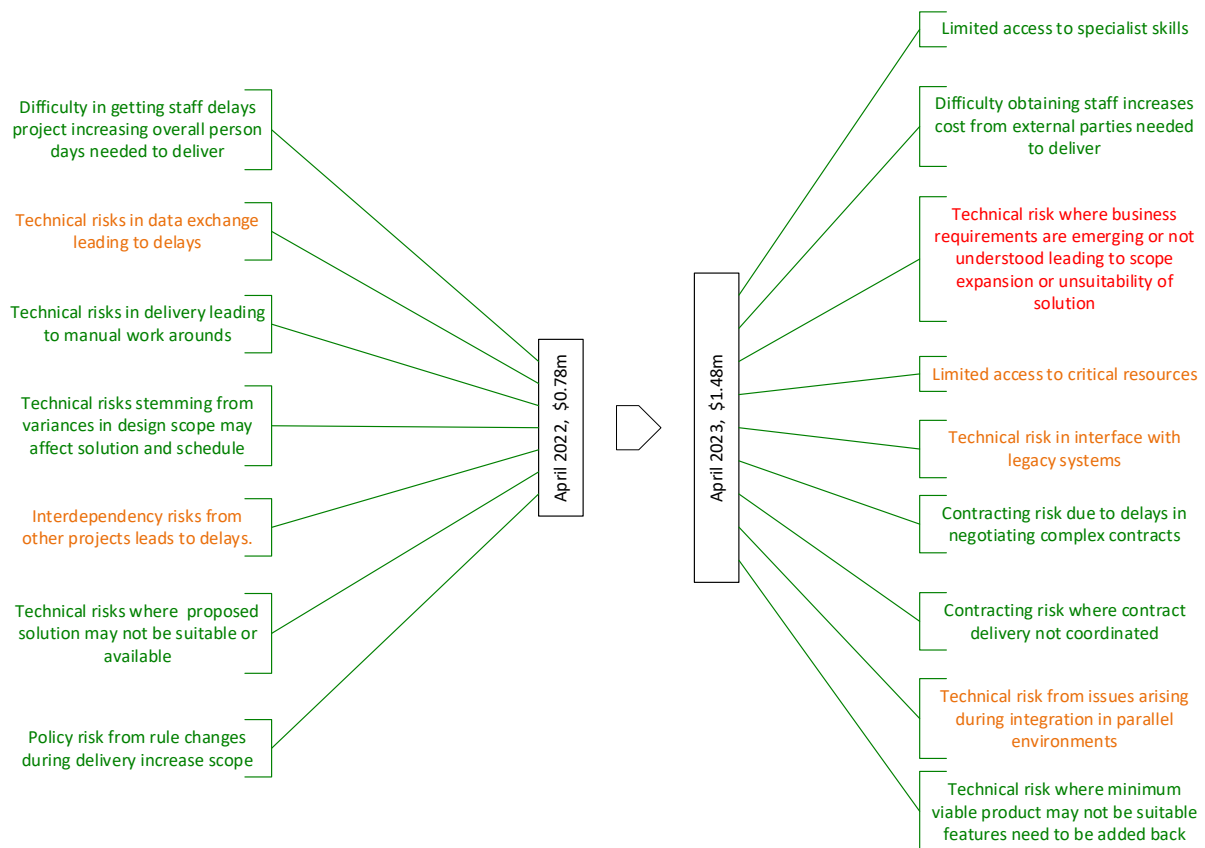 Difficulty in getting staff delays
project increasing overall person
days needed to deliver
Technical risks in data exchange
leading to delays
Technical risks in delivery leading
to manual work arounds
Technical risks stemming from
variances in design scope may
affect solution and schedule
Interdependency risks from
other projects leads to delays.
Technical risks where  proposed
solution may not be suitable or
available
Policy risk from rule changes
during delivery increase scope
April 2022,  $0.78m
April 2023,  $1.48m
Limited access to specialist skills
Difficulty obtaining staff increases
cost from external parties needed
to deliver
Technical risk where business
requirements are emerging or not
understood leading to scope
expansion or unsuitability of
solution
Limited access to critical resources
Technical risk in interface with
legacy systems
Contracting risk due to delays in
negotiating complex contracts
Contracting risk where contract
delivery not coordinated
Technical risk from issues arising
during integration in parallel
environments
Technical risk where minimum
viable product may not be suitable
features need to be added back